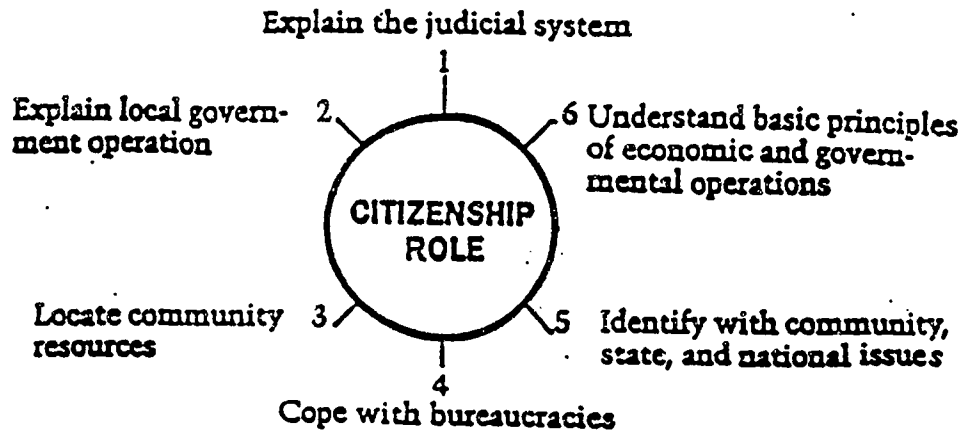 Explain the judicial system
1
Explain local govern-
ment operation
2
6 Understand basic principles
of economic and govern-
mental operations
CITIZENSHIP
ROLE
Locate community
resources
3
5 Identify with community,
state, and national issues
4
Cope with bureaucracies